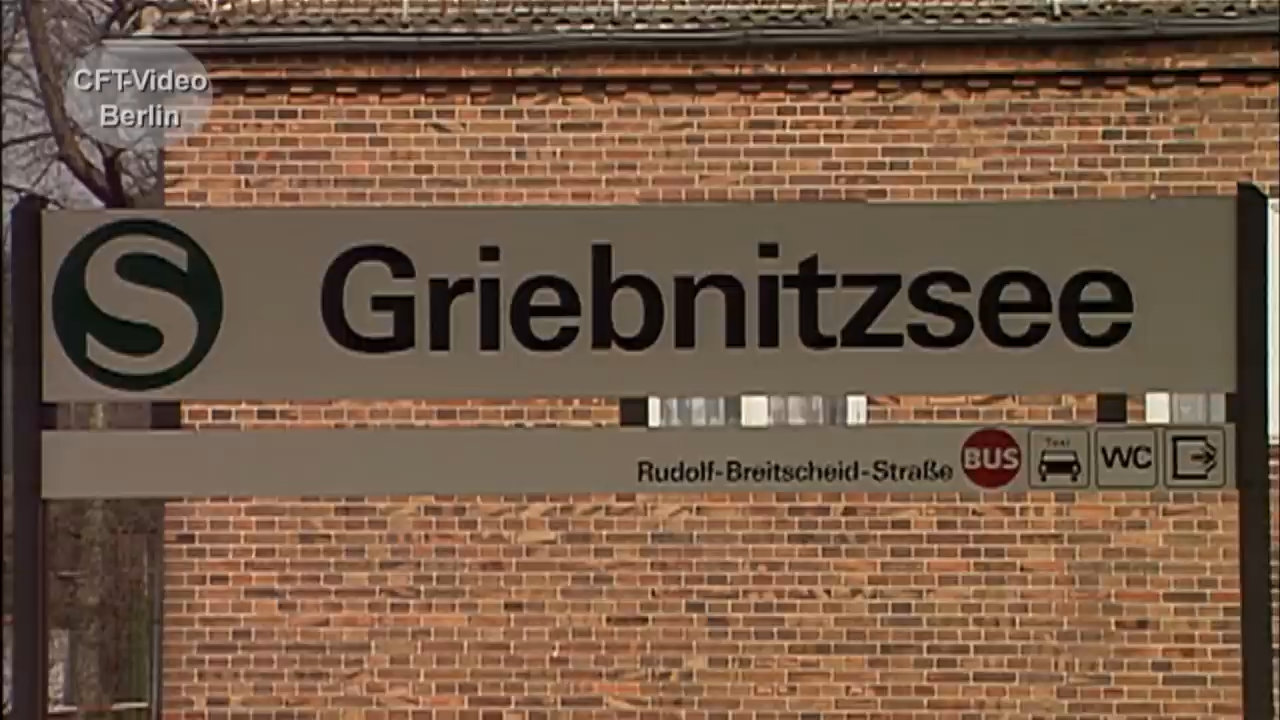 CFT-Video
Berlin
S
Griebnitzsee
Rudolf-Breitscheid-Straße BUS Taxi WC